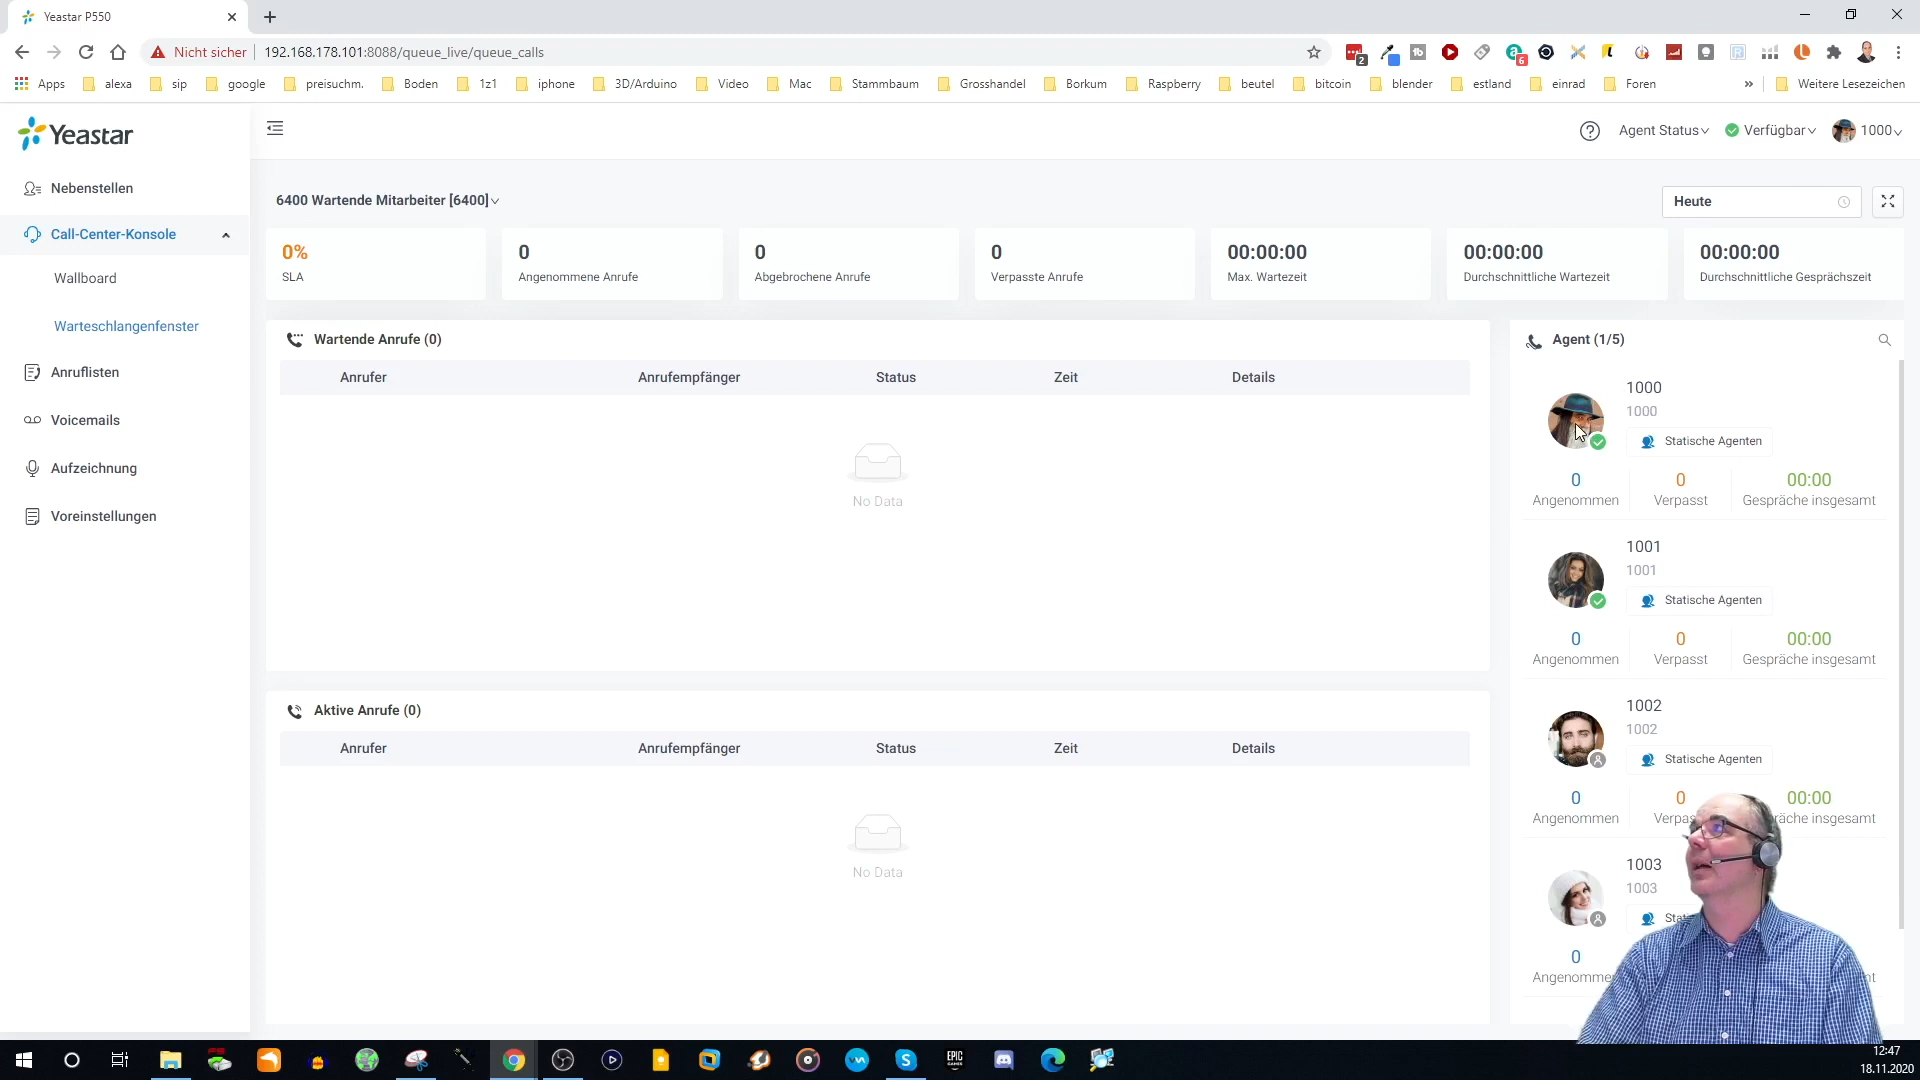 Yeastar P550
Nicht sicher
192.168.178.101:8088/queue_live/queue_calls
Apps
alexa
sip
google
preisuchm.
Boden
1z1
iphone
3D/Arduino
Video
Mac
Stammbaum
Grosshandel
Borkum
Raspberry
beutel
bitcoin
blender
estland
einrad
Foren
Weitere Lesezeichen
Yeastar
Agent Status
Verfügbar
1000
Nebenstellen
Call-Center-Konsole
Wallboard
Warteschlangenfenster
Anruflisten
Voicemails
Aufzeichnung
Voreinstellungen
6400 Wartende Mitarbeiter [6400]
Heute
0%
SLA
0
Angenommene Anrufe
0
Abgebrochene Anrufe
0
Verpasste Anrufe
00:00:00
Max. Wartezeit
00:00:00
Durchschnittliche Wartezeit
00:00:00
Durchschnittliche Gesprächszeit
Wartende Anrufe (0)
Anrufer Anrufempfänger Status Zeit Details
No Data
Aktive Anrufe (0)
Anrufer Anrufempfänger Status Zeit Details
No Data
Agent (1/5)
1000
1000
Statische Agenten
0 0 00:00
Angenommen Verpasst Gespräche insgesamt
1001
1001
Statische Agenten
0 0 00:00
Angenommen Verpasst Gespräche insgesamt
1002
1002
Statische Agenten
0 0 00:00
Angenommen Verpas räche insgesamt
1003
1003
Sta
0
Angenomme
EPIC
GAMES
12:47
18.11.2020